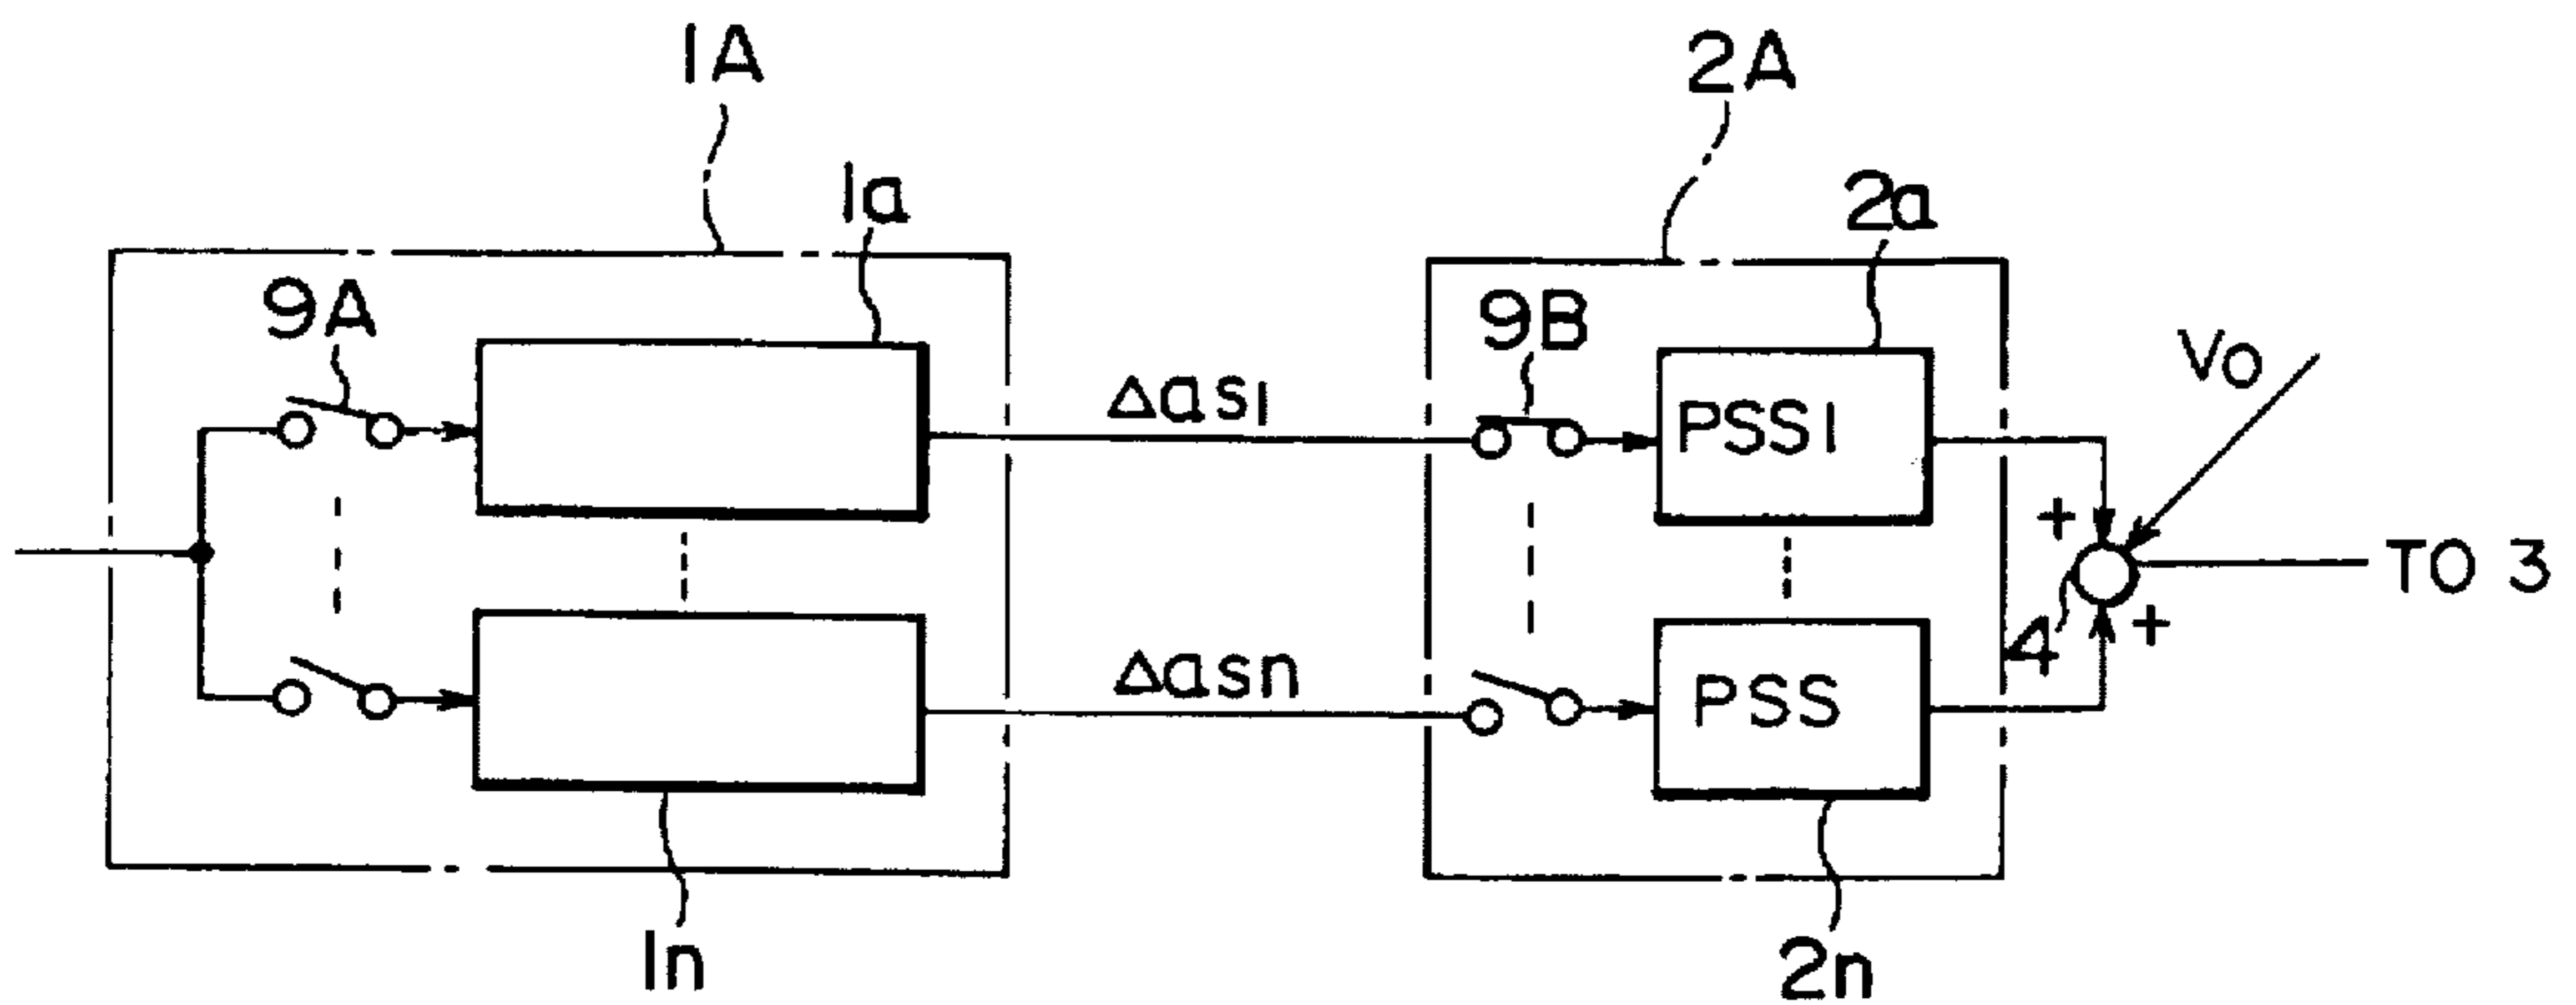 1A
2A
1a
2a
9A
9B
Vo
Δas1
PSS1
+
TO 3
4
+
Δasn
PSS
1n
2n